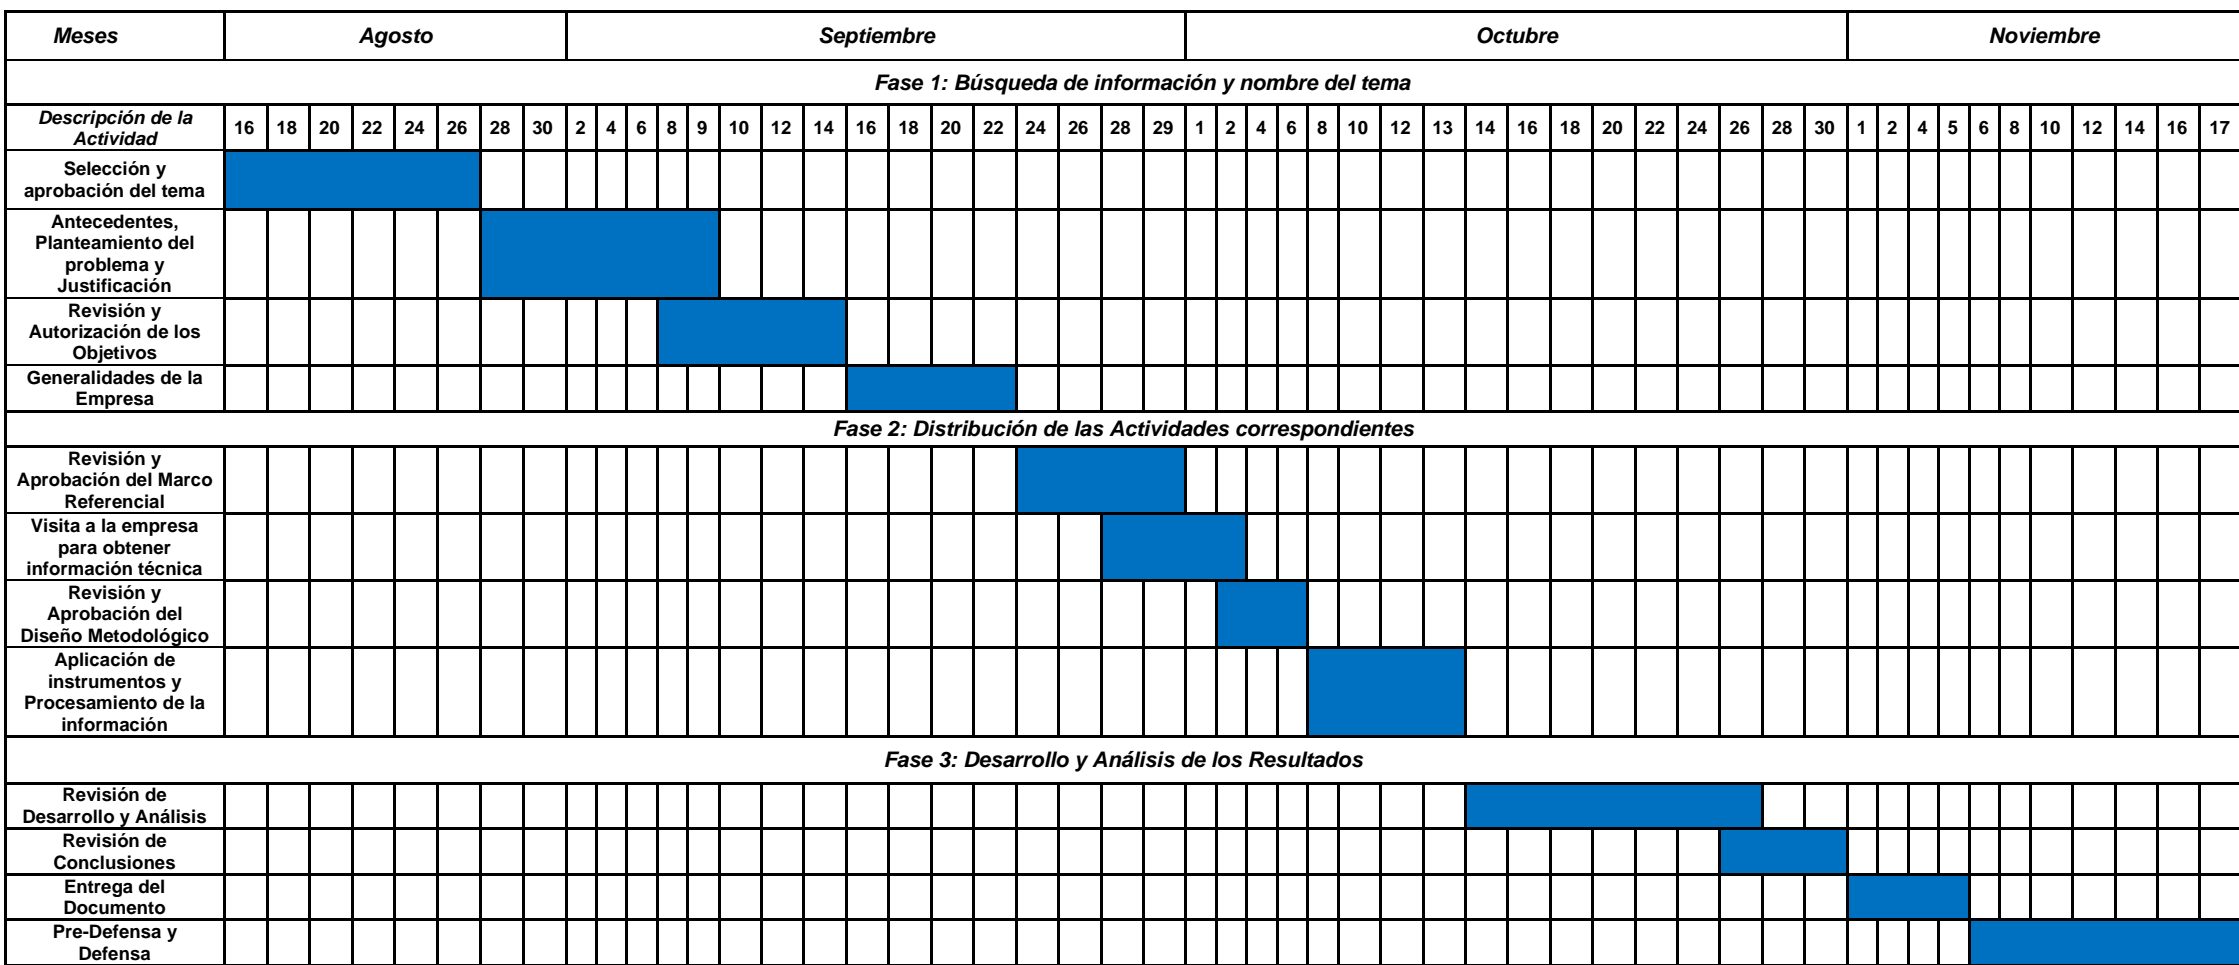 Meses Agosto Septiembre Octubre Noviembre
Fase 1: Búsqueda de información y nombre del tema
Descripción de la
Actividad
16 18 20 22 24 26 28 30 2 4 6 8 9 10 12 14 16 18 20 22 24 26 28 29 1 2 4 6 8 10 12 13 14 16 18 20 22 24 26 28 30 1 2 4 5 6 8 10 12 14 16 17
Selección y
aprobación del tema
Antecedentes,
Planteamiento del
problema y
Justificación
Revisión y
Autorización de los
Objetivos
Generalidades de la
Empresa
Fase 2: Distribución de las Actividades correspondientes
Revisión y
Aprobación del Marco
Referencial
Visita a la empresa
para obtener
información técnica
Revisión y
Aprobación del
Diseño Metodológico
Aplicación de
instrumentos y
Procesamiento de la
información
Fase 3: Desarrollo y Análisis de los Resultados
Revisión de
Desarrollo y Análisis
Revisión de
Conclusiones
Entrega del
Documento
Pre-Defensa y
Defensa